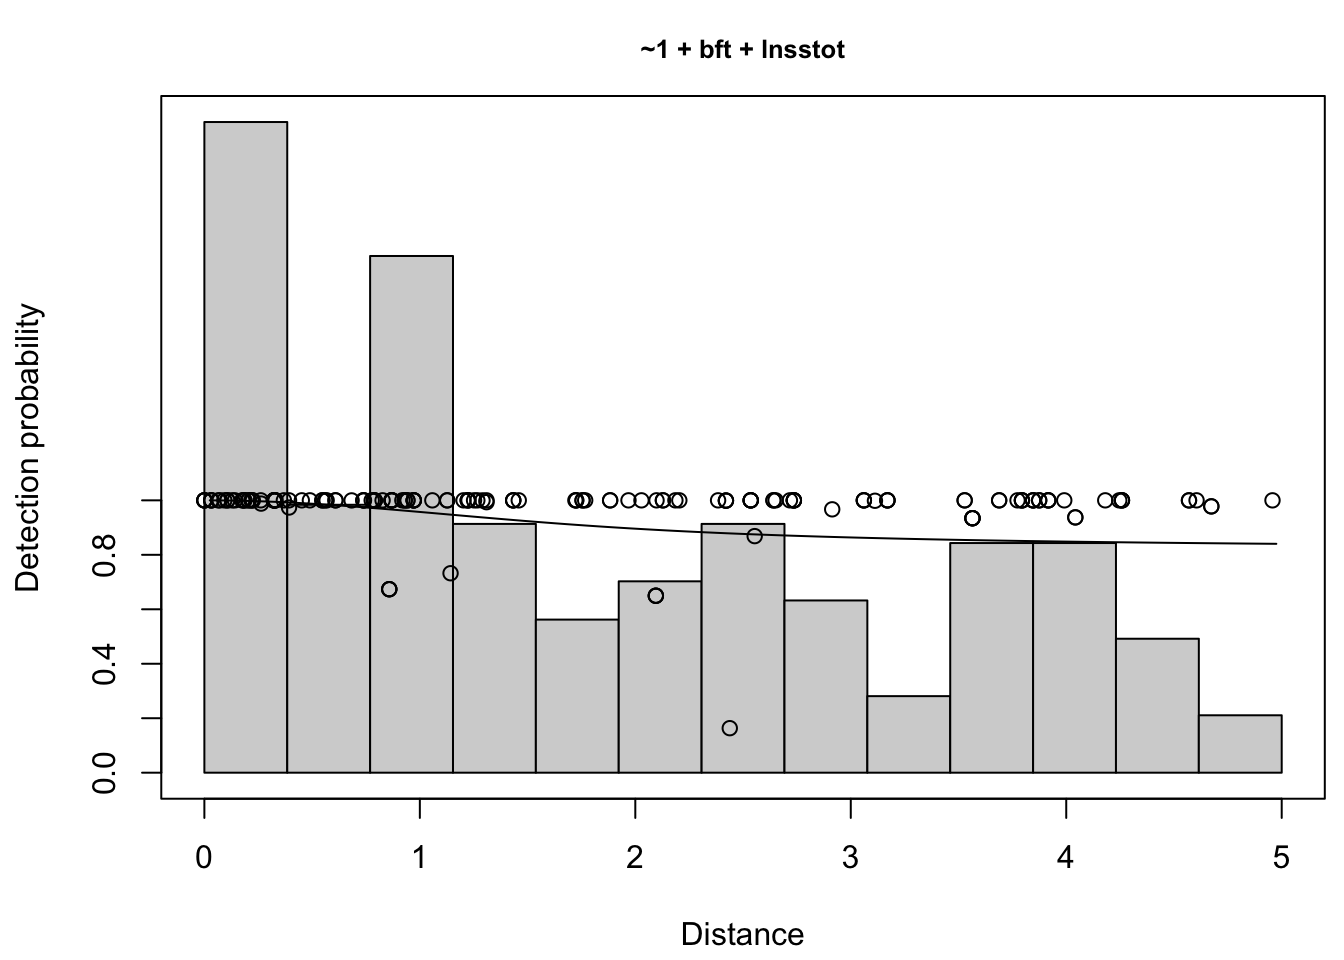 ~1 + bft + lnsstot
Detection probability
0.8
0.4
0.0
0 1 2 3 4 5
Distance